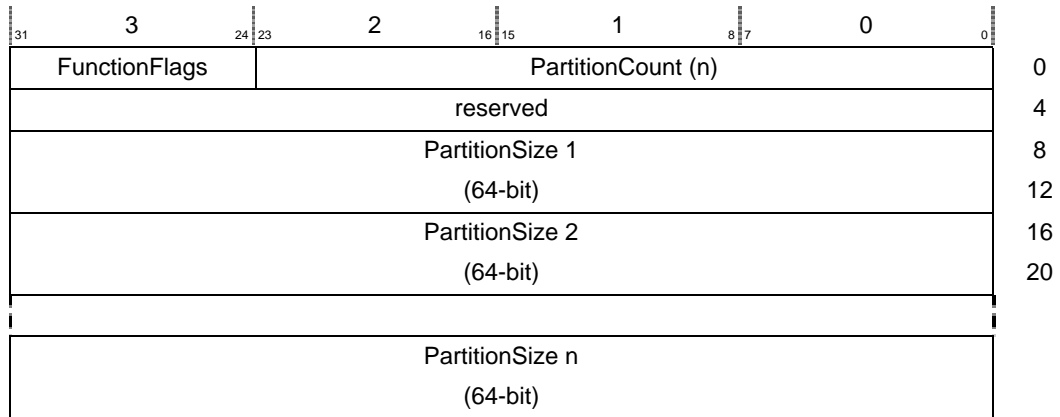 3 2 1 0
31 24 23 16 15 8 7 0
FunctionFlags PartitionCount (n) 0
reserved 4
PartitionSize 1 8
(64-bit) 12
PartitionSize 2 16
(64-bit) 20
PartitionSize n
(64-bit)